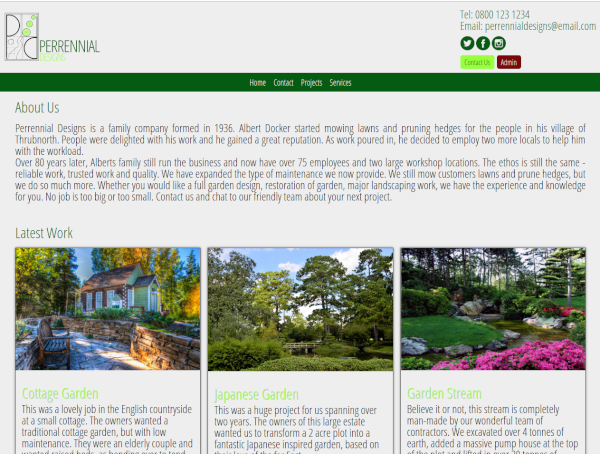 Tel: 0800 123 1234
Email: perrennialdesigns@email.com
PERRENNIAL
DESIGNS
Contact Us
Admin
Home Contact Projects Services
About Us
Perrennial Designs is a family company formed in 1936. Albert Docker started mowing lawns and pruning hedges for the people in his village of
Thrubnorth. People were delighted with his work and he gained a great reputation. As work poured in, he decided to employ two more locals to help him
with the workload.
Over 80 years later, Alberts family still run the business and now have over 75 employees and two large workshop locations. The ethos is still the same -
reliable work, trusted work and quality. We have expanded the type of maintenance we now provide. We still mow customers lawns and prune hedges, but
we do so much more. Whether you would like a full garden design, restoration of garden, major landscaping work, we have the experience and knowledge
for you. No job is too big or too small. Contact us and chat to our friendly team about your next project.
Latest Work
Cottage Garden
This was a lovely job in the English countryside
at a small cottage. The owners wanted a
traditional cottage garden, but with low
maintenance. They were an elderly couple and
Japanese Garden
This was a huge project for us spanning over
two years. The owners of this large estate
wanted us to transform a 2 acre plot into a
fantastic Japanese inspired garden, based on
Garden Stream
Believe it or not, this stream is completely
man-made by our wonderful team of
contractors. We excavated over 4 tonnes of
earth, added a massive pump house at the top